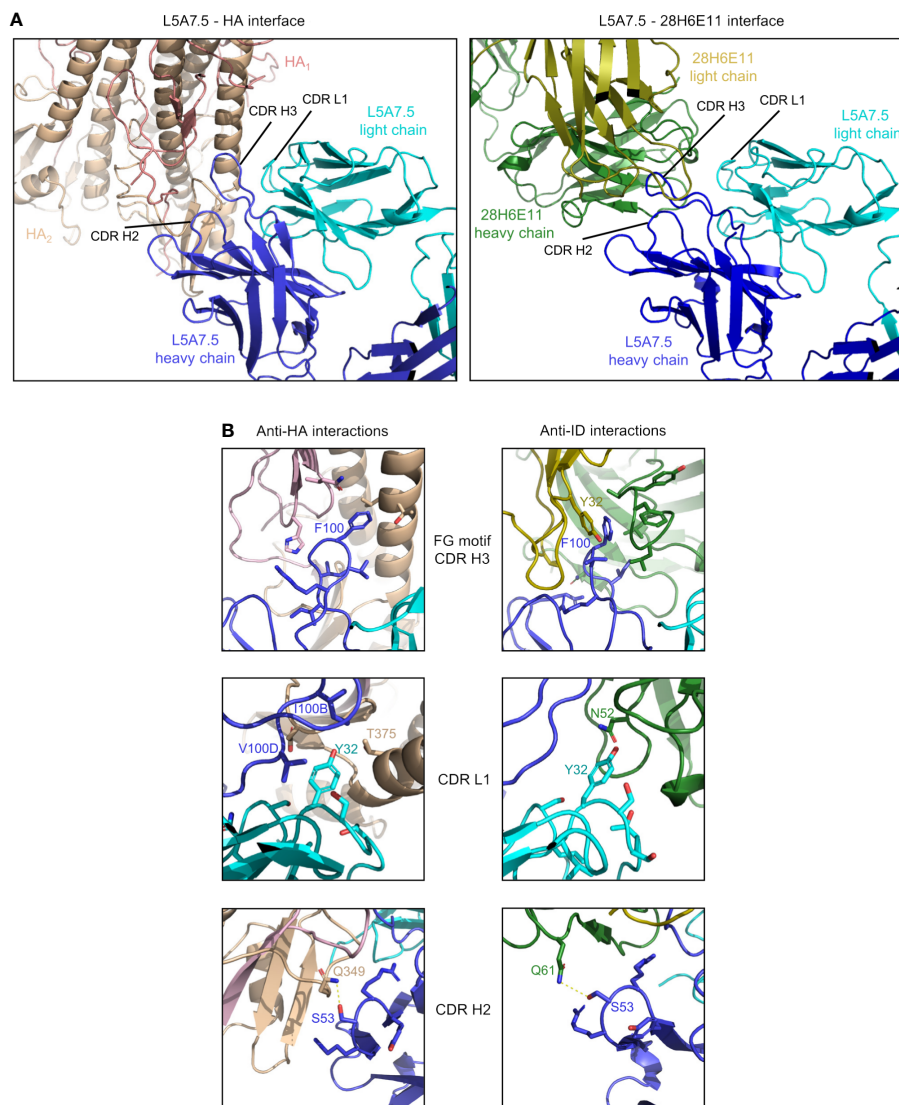 A
L5A7.5 - HA interface
L5A7.5 - 28H6E11 interface
HA1
CDR H3
CDR L1
L5A7.5
light chain
HA2
CDR H2
L5A7.5
heavy chain
28H6E11
light chain
CDR H3
CDR L1
L5A7.5
light chain
28H6E11
heavy chain
CDR H2
L5A7.5
heavy chain
B
Anti-HA interactions
Anti-ID interactions
F100
FG motif
CDR H3
Y32
F100
I100B
V100D
Y32
T375
CDR L1
N52
Y32
Q349
S53
CDR H2
Q61
S53